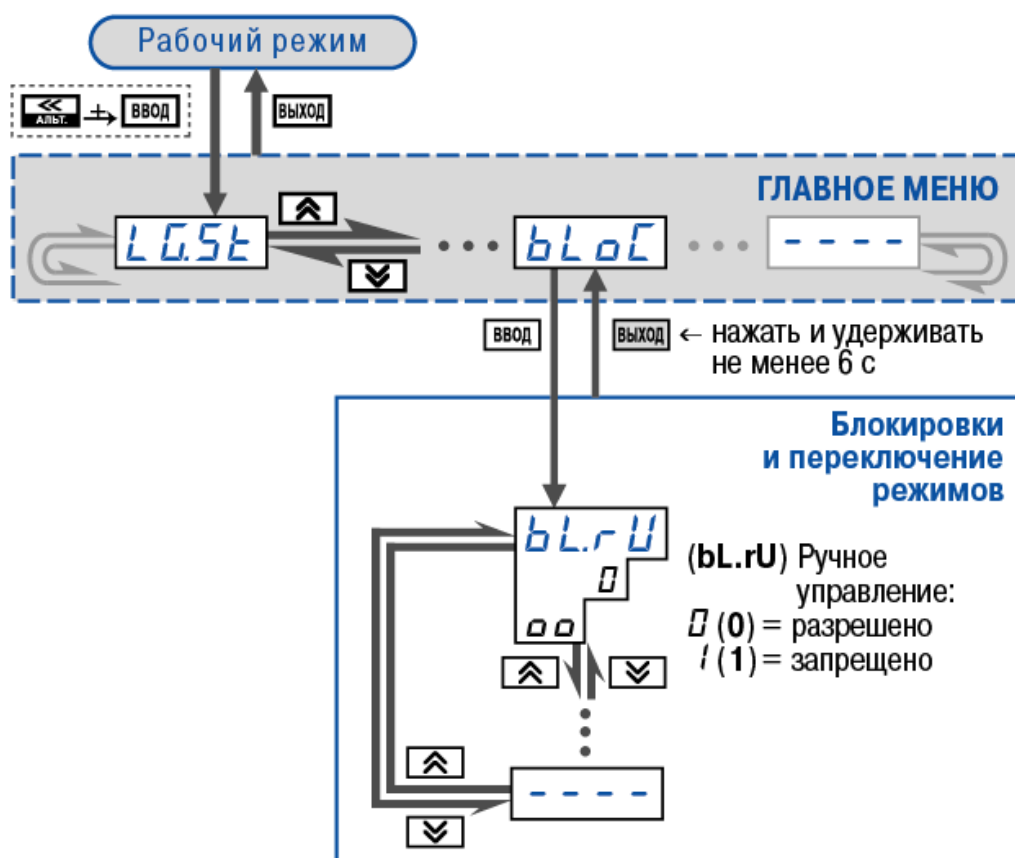 Рабочий режим
<< АЛЬТ. ВВОД
ВЫХОД
ГЛАВНОЕ МЕНЮ
LG.St
bLoC
----
ВВОД
ВЫХОД ← нажать и удерживать
не менее 6 с
Блокировки
и переключение
режимов
bL.rU
0
oo
(bL.rU) Ручное
управление:
0 (0) = разрешено
1 (1) = запрещено
----